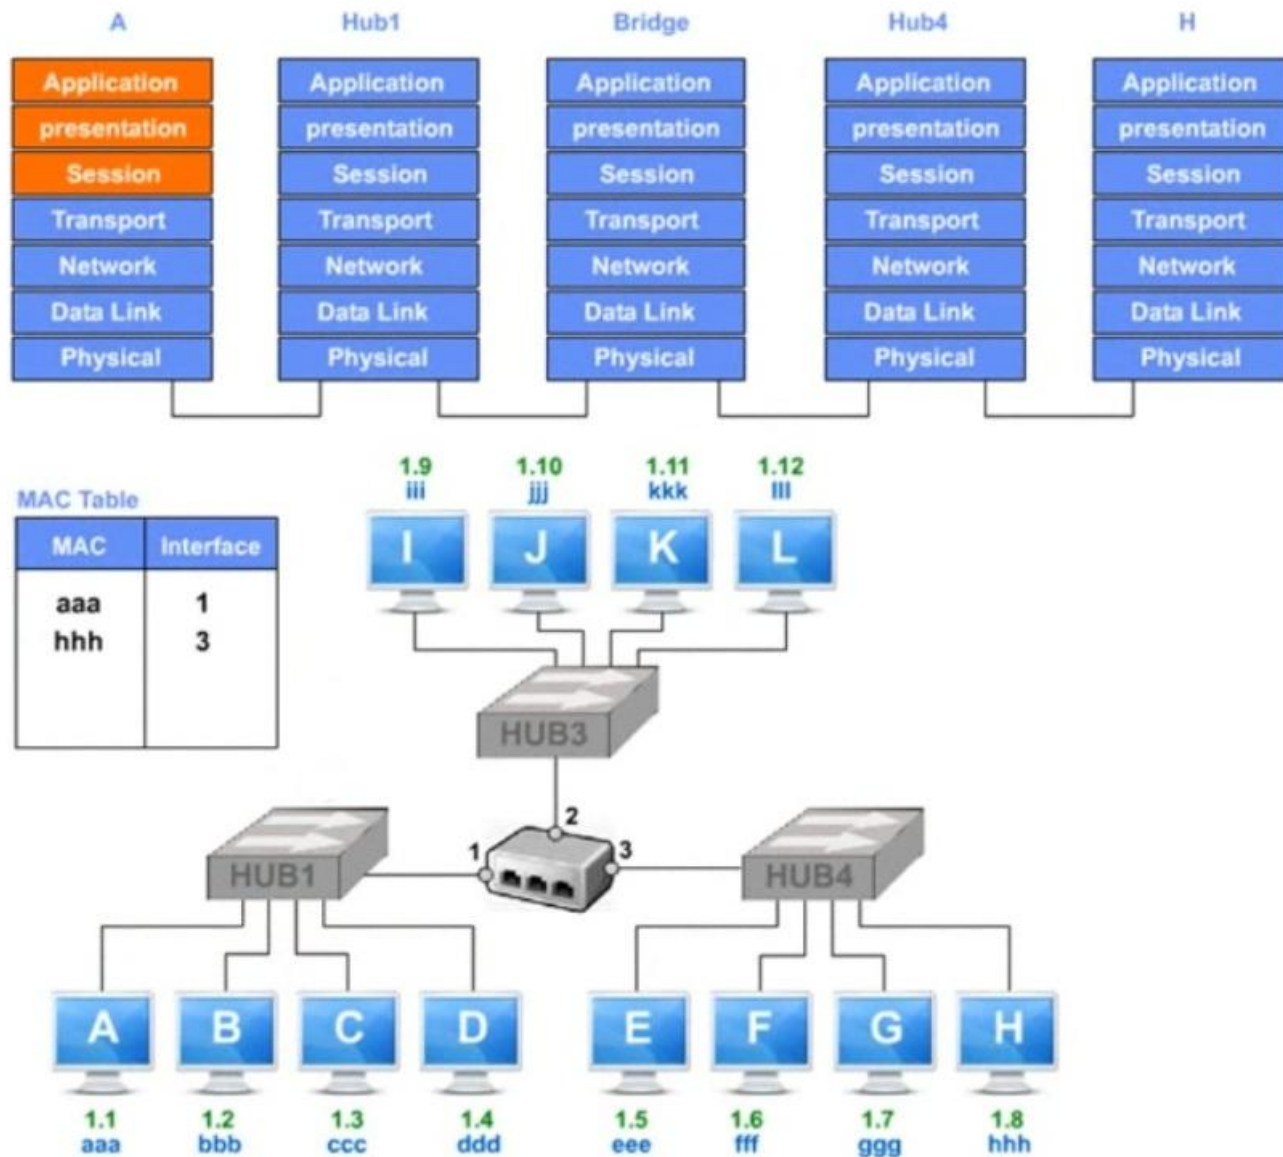 A Hub1 Bridge Hub4 H
Application Application Application Application Application
presentation presentation presentation presentation presentation
Session Session Session Session Session
Transport Transport Transport Transport Transport
Network Network Network Network Network
Data Link Data Link Data Link Data Link Data Link
Physical Physical Physical Physical Physical
1.9 1.10 1.11 1.12
iii jjj kkk lll
MAC Table
MAC Interface
aaa 1
hhh 3
I J K L
HUB3
2
1 3
HUB1 HUB4
A B C D E F G H
1.1 1.2 1.3 1.4 1.5 1.6 1.7 1.8
aaa bbb ccc ddd eee fff ggg hhh